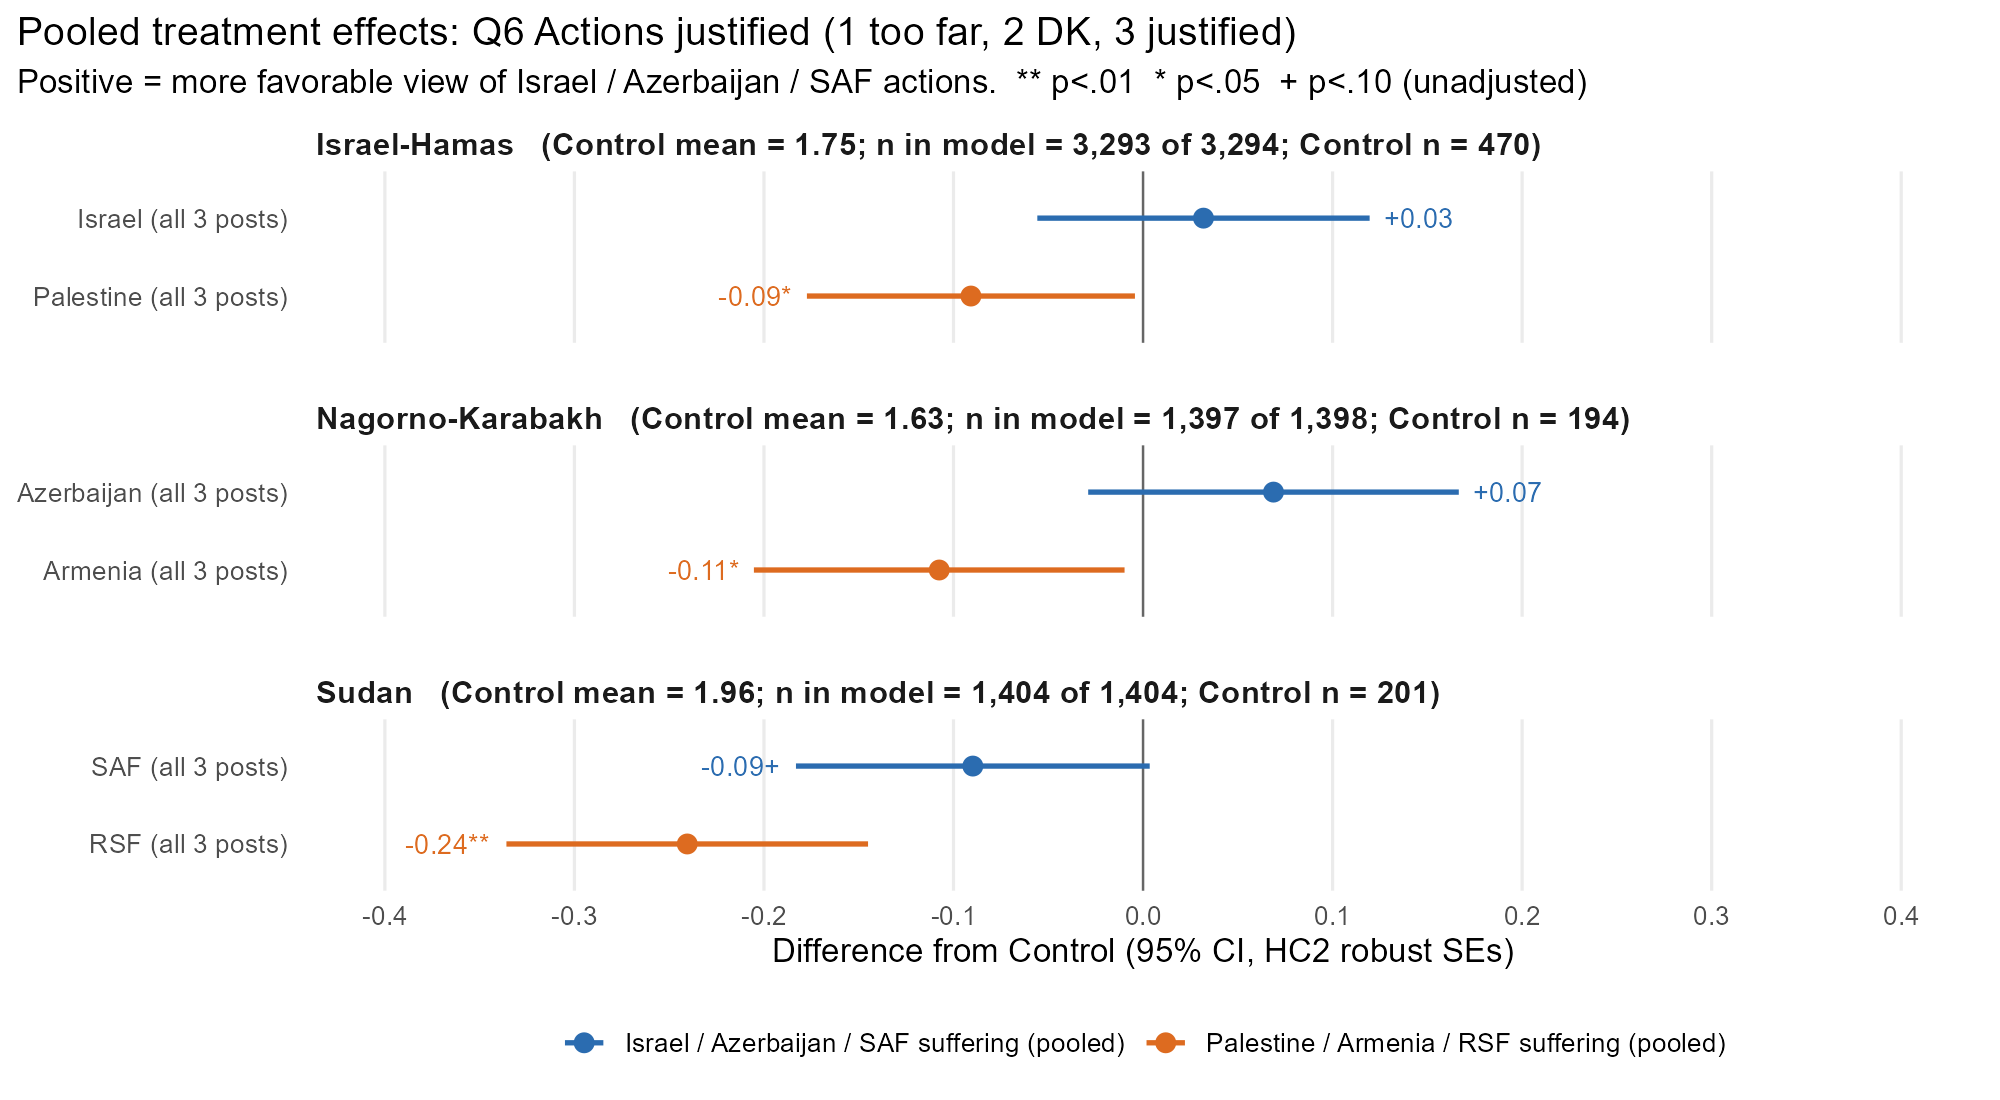 Pooled treatment effects: Q6 Actions justified (1 too far, 2 DK, 3 justified)
Positive = more favorable view of Israel / Azerbaijan / SAF actions.  ** p<.01  * p<.05  + p<.10 (unadjusted)
Israel-Hamas   (Control mean = 1.75; n in model = 3,293 of 3,294; Control n = 470)
Israel (all 3 posts)
+0.03
Palestine (all 3 posts)
-0.09*
Nagorno-Karabakh   (Control mean = 1.63; n in model = 1,397 of 1,398; Control n = 194)
Azerbaijan (all 3 posts)
+0.07
Armenia (all 3 posts)
-0.11*
Sudan   (Control mean = 1.96; n in model = 1,404 of 1,404; Control n = 201)
SAF (all 3 posts)
-0.09+
RSF (all 3 posts)
-0.24**
-0.4 -0.3 -0.2 -0.1 0.0 0.1 0.2 0.3 0.4
Difference from Control (95% CI, HC2 robust SEs)
Israel / Azerbaijan / SAF suffering (pooled) Palestine / Armenia / RSF suffering (pooled)